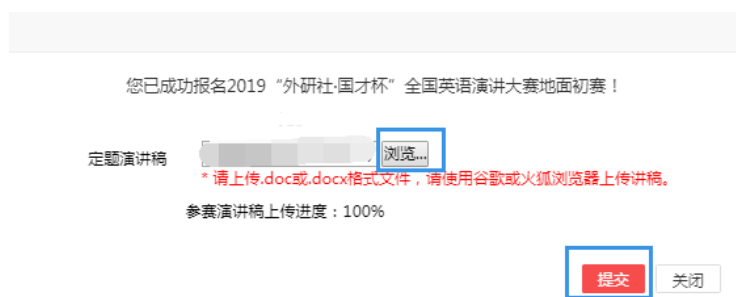 您已成功报名2019“外研社·国才杯”全国英语演讲大赛地面初赛！
定题演讲稿 浏览...
* 请上传.doc或.docx格式文件，请使用谷歌或火狐浏览器上传讲稿。
参赛演讲稿上传进度：100%
提交 关闭